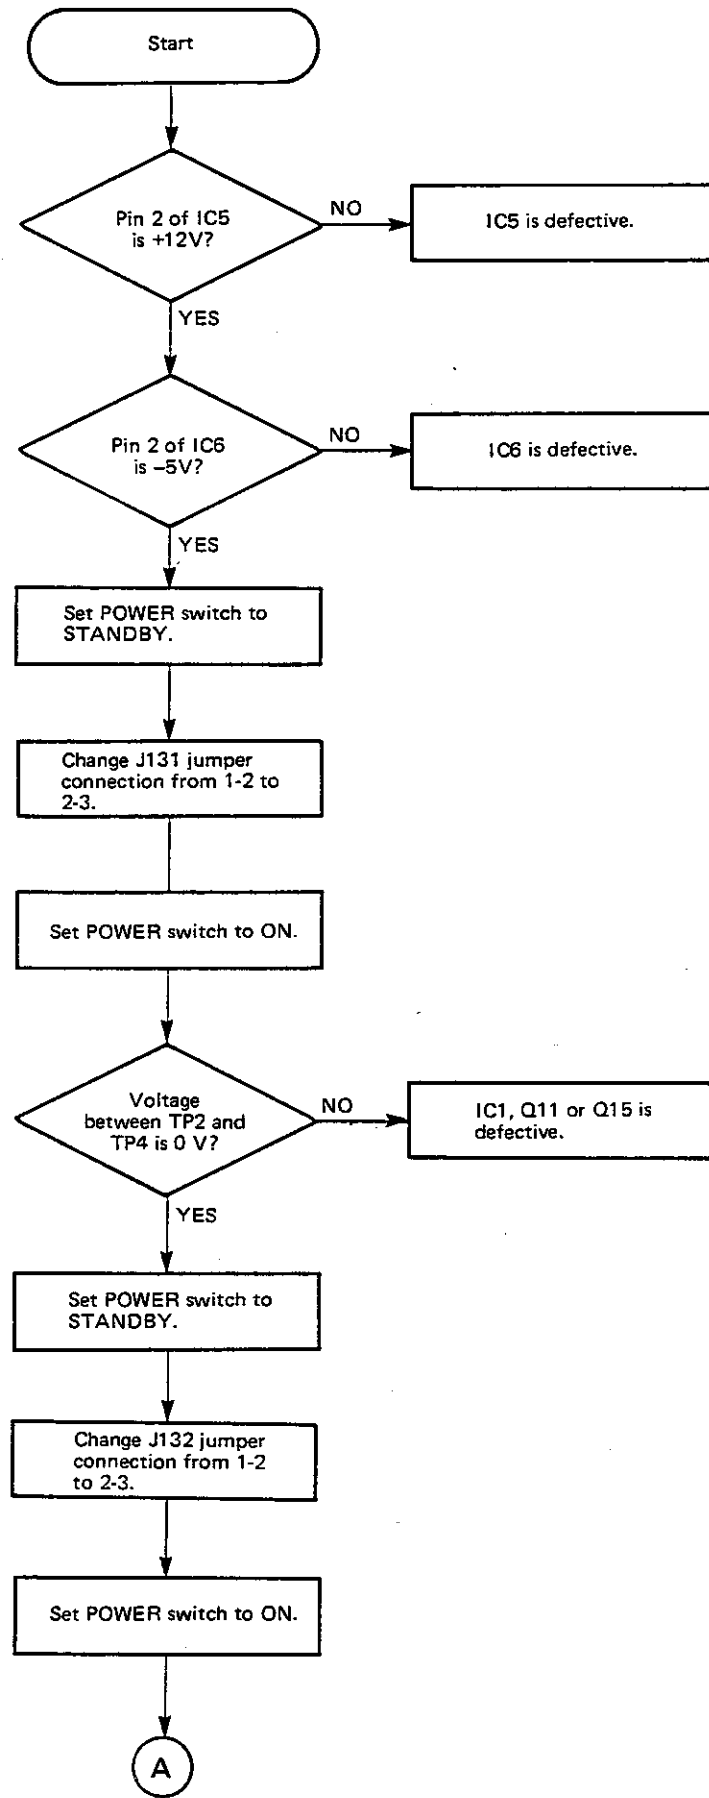 Start
Pin 2 of IC5
is +12V?
NO
IC5 is defective.
YES
Pin 2 of IC6
is –5V?
NO
IC6 is defective.
YES
Set POWER switch to
STANDBY.
Change J131 jumper
connection from 1-2 to
2-3.
Set POWER switch to ON.
Voltage
between TP2 and
TP4 is 0 V?
NO
IC1, Q11 or Q15 is
defective.
YES
Set POWER switch to
STANDBY.
Change J132 jumper
connection from 1-2
to 2-3.
Set POWER switch to ON.
A